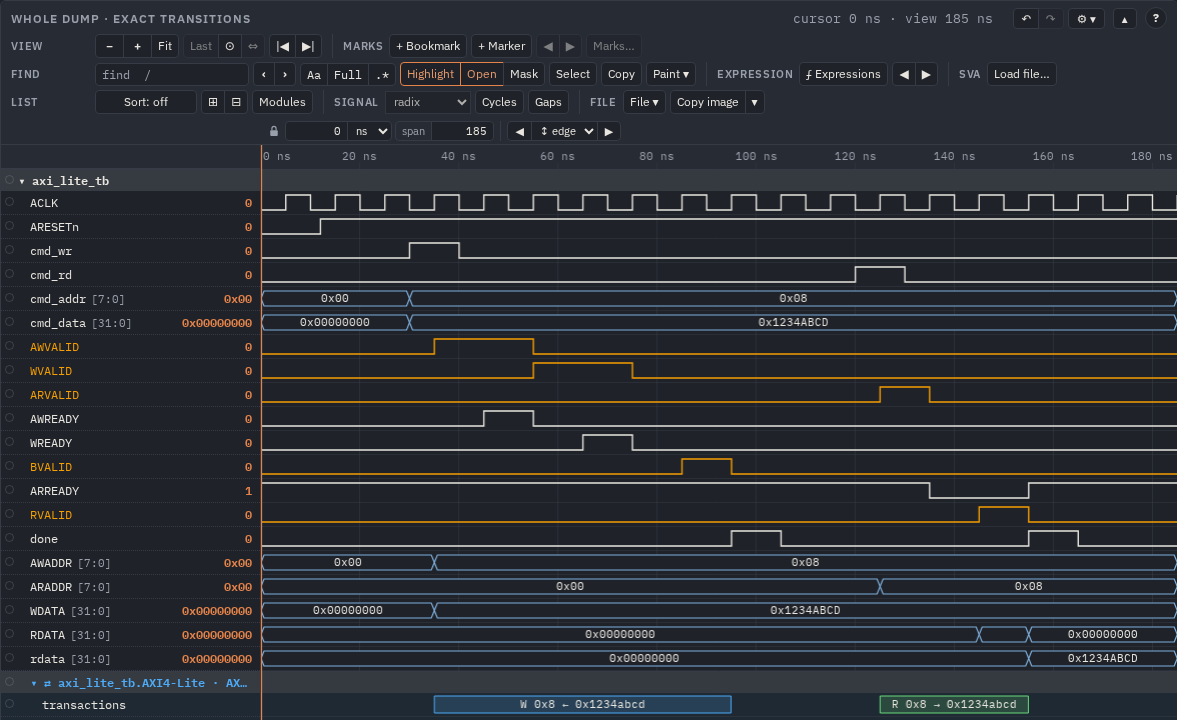 WHOLE DUMP · EXACT TRANSITIONS cursor 0 ns · view 185 ns ↶ ↷ ⚙ ▾ ▴ ?
VIEW − + Fit Last ⊙ ⇔ |◀ ▶| MARKS + Bookmark + Marker ◀ ▶ Marks…
FIND find / ‹ › Aa Full .* Highlight Open Mask Select Copy Paint ▾ EXPRESSION ƒ Expressions ◀ ▶ SVA Load file…
LIST Sort: off ⊞ ⊟ Modules SIGNAL radix Cycles Gaps FILE File ▾ Copy image ▾
0 ns span 185 ◀ ↕ edge ▶
0 ns 20 ns 40 ns 60 ns 80 ns 100 ns 120 ns 140 ns 160 ns 180 ns
▾ axi_lite_tb
ACLK 0
ARESETn 0
cmd_wr 0
cmd_rd 0
cmd_addr [7:0] 0x00 0x00 0x08
cmd_data [31:0] 0x00000000 0x00000000 0x1234ABCD
AWVALID 0
WVALID 0
ARVALID 0
AWREADY 0
WREADY 0
BVALID 0
ARREADY 1
RVALID 0
done 0
AWADDR [7:0] 0x00 0x00 0x08
ARADDR [7:0] 0x00 0x00 0x08
WDATA [31:0] 0x00000000 0x00000000 0x1234ABCD
RDATA [31:0] 0x00000000 0x00000000 0x00000000
rdata [31:0] 0x00000000 0x00000000 0x1234ABCD
▾ ⇄ axi_lite_tb.AXI4-Lite · AX…
transactions W 0x8 ← 0x1234abcd R 0x8 → 0x1234abcd